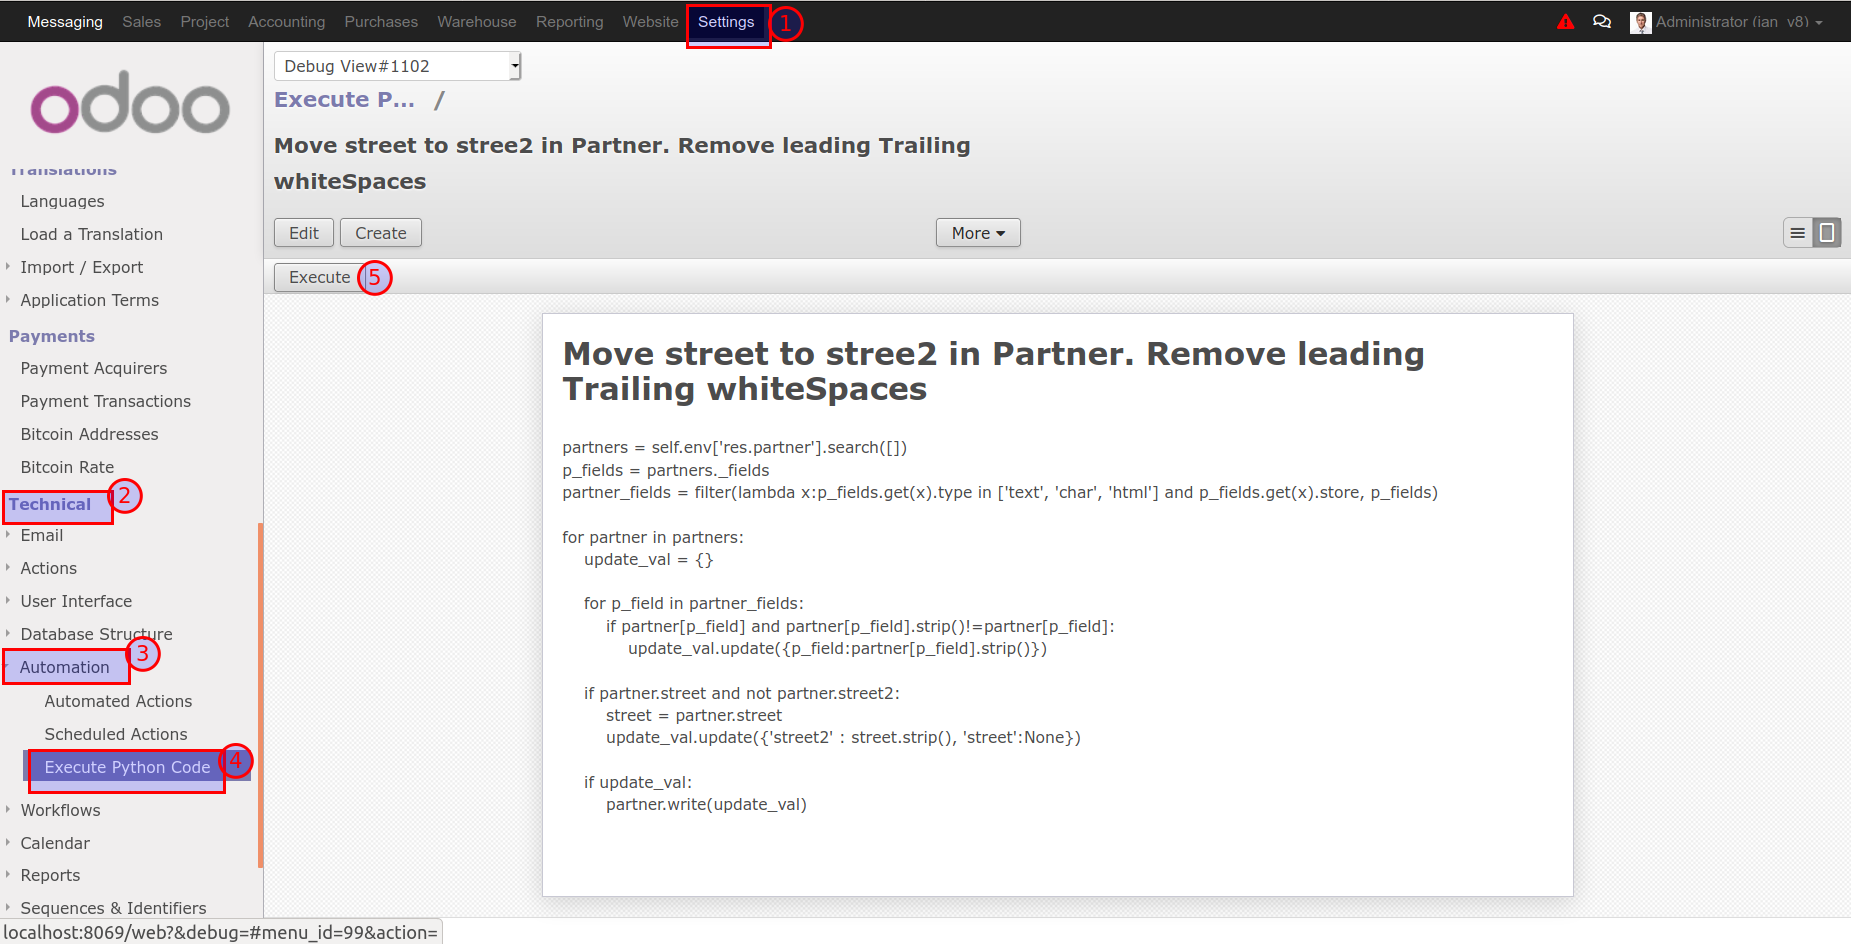 Messaging Sales Project Accounting Purchases Warehouse Reporting Website Settings 1 Administrator (ian_v8)
odoo
Translations
Languages
Load a Translation
Import / Export
Application Terms
Payments
Payment Acquirers
Payment Transactions
Bitcoin Addresses
Bitcoin Rate
Technical 2
Email
Actions
User Interface
Database Structure
Automation 3
Automated Actions
Scheduled Actions
Execute Python Code 4
Workflows
Calendar
Reports
Sequences & Identifiers
localhost:8069/web?&debug=#menu_id=99&action=
Debug View#1102
Execute P... /
Move street to stree2 in Partner. Remove leading Trailing
whiteSpaces
Edit Create More
Execute 5
Move street to stree2 in Partner. Remove leading
Trailing whiteSpaces
partners = self.env['res.partner'].search([])
p_fields = partners._fields
partner_fields = filter(lambda x:p_fields.get(x).type in ['text', 'char', 'html'] and p_fields.get(x).store, p_fields)
for partner in partners:
update_val = {}
for p_field in partner_fields:
if partner[p_field] and partner[p_field].strip()!=partner[p_field]:
update_val.update({p_field:partner[p_field].strip()})
if partner.street and not partner.street2:
street = partner.street
update_val.update({'street2' : street.strip(), 'street':None})
if update_val:
partner.write(update_val)